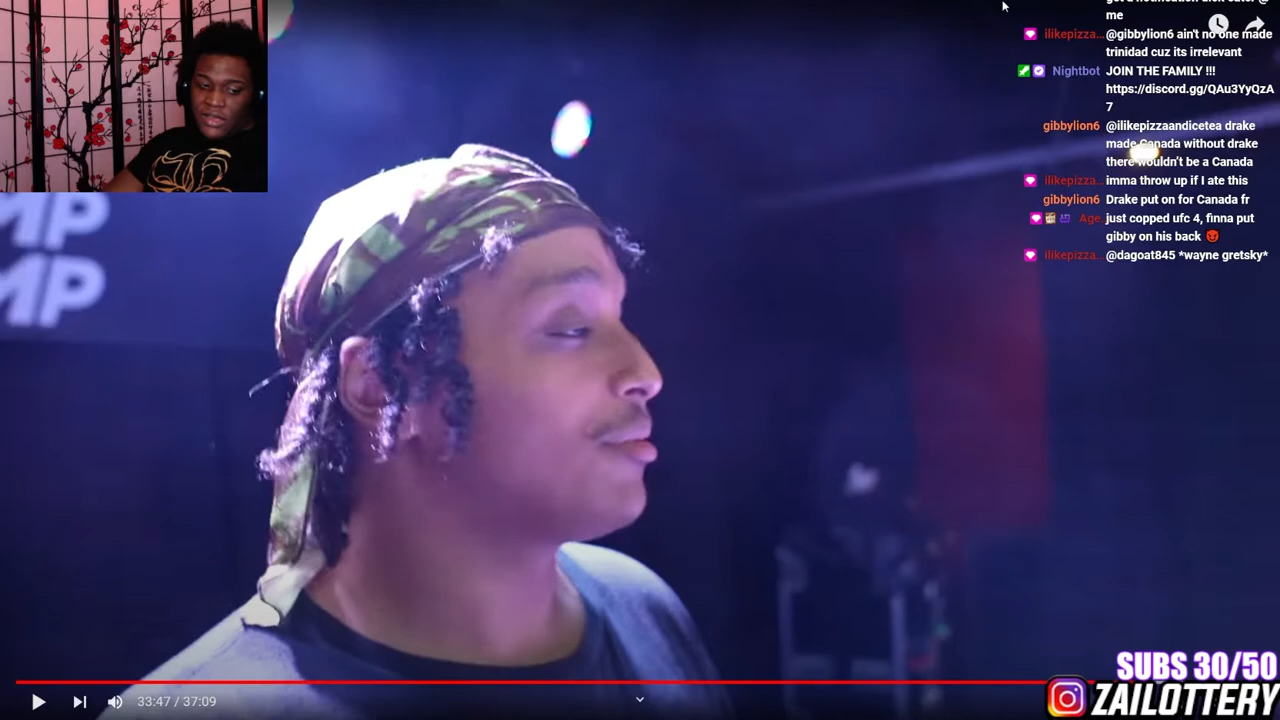 me
ilikepizza... @gibbylion6 ain't no one made
trinidad cuz its irrelevant
Nightbot JOIN THE FAMILY !!!
https://discord.gg/QAu3YyQzA
7
gibbylion6 @ilikepizzaandicetea drake
made Canada without drake
there wouldn't be a Canada
ilikepizza... imma throw up if I ate this
gibbylion6 Drake put on for Canada fr
Age. just copped ufc 4, finna put
gibby on his back 😈
ilikepizza... @dagoat845 *wayne gretsky*
MP
MP
SUBS 30/50
ZAILOTTERY
33:47 / 37:09